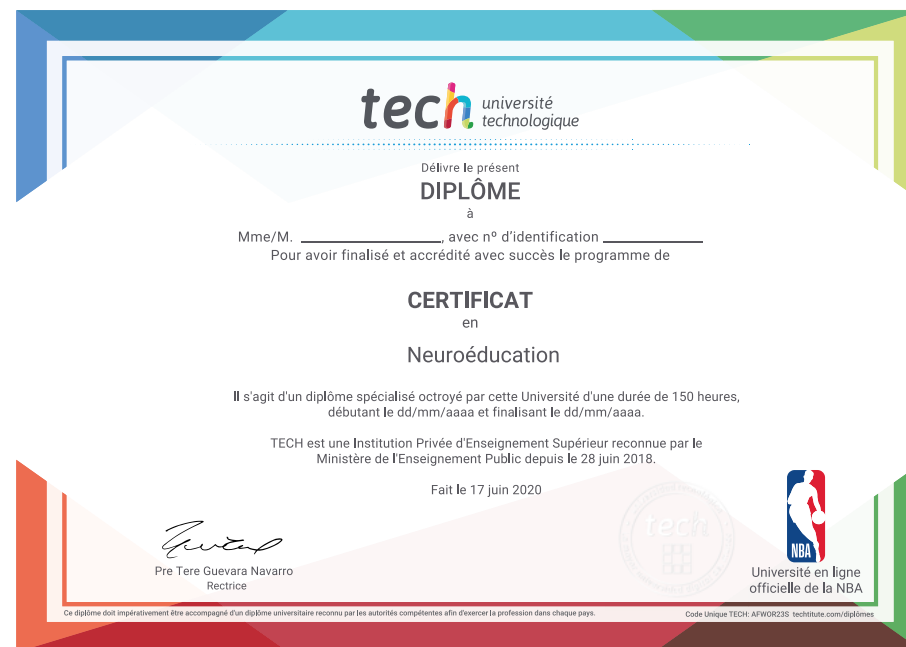 tech université
technologique
Délivre le présent
DIPLÔME
à
Mme/M. ____________________, avec nº d'identification ______________
Pour avoir finalisé et accrédité avec succès le programme de
CERTIFICAT
en
Neuroéducation
Il s'agit d'un diplôme spécialisé octroyé par cette Université d'une durée de 150 heures,
débutant le dd/mm/aaaa et finalisant le dd/mm/aaaa.
TECH est une Institution Privée d'Enseignement Supérieur reconnue par le
Ministère de l'Enseignement Public depuis le 28 juin 2018.
Fait le 17 juin 2020
tech
NBA
Pre Tere Guevara Navarro
Rectrice
Université en ligne
officielle de la NBA
Ce diplôme doit impérativement être accompagné d'un diplôme universitaire reconnu par les autorités compétentes afin d'exercer la profession dans chaque pays.
Code Unique TECH: AFWOR23S techtitute.com/diplômes